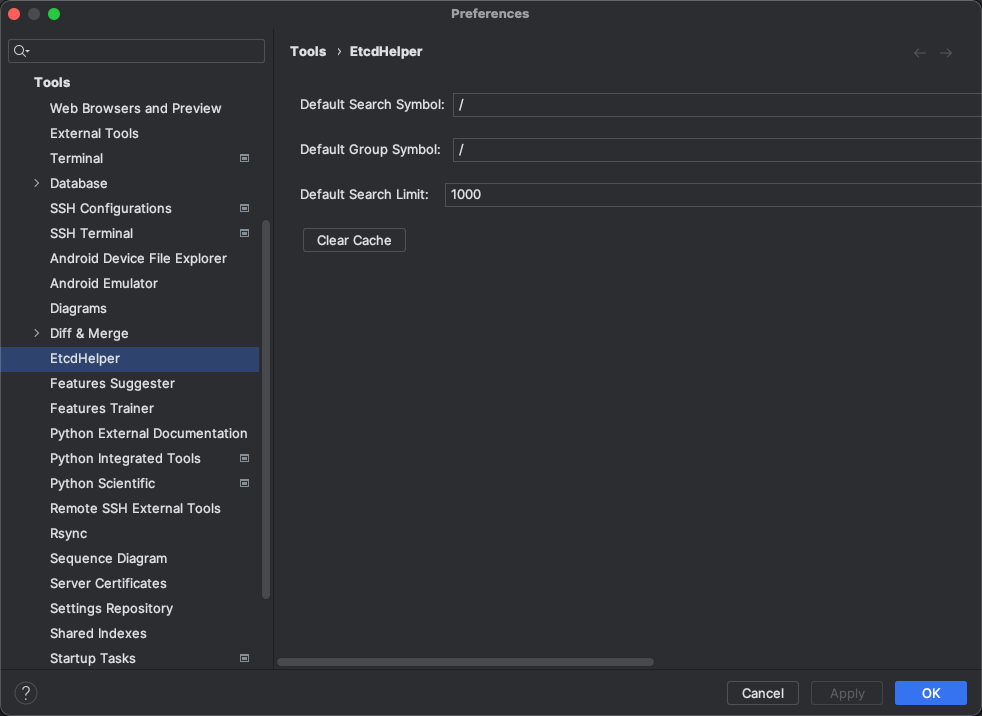 Preferences
Tools
Web Browsers and Preview
External Tools
Terminal
Database
SSH Configurations
SSH Terminal
Android Device File Explorer
Android Emulator
Diagrams
Diff & Merge
EtcdHelper
Features Suggester
Features Trainer
Python External Documentation
Python Integrated Tools
Python Scientific
Remote SSH External Tools
Rsync
Sequence Diagram
Server Certificates
Settings Repository
Shared Indexes
Startup Tasks
Tools › EtcdHelper
Default Search Symbol: /
Default Group Symbol: /
Default Search Limit: 1000
Clear Cache
?
Cancel Apply OK